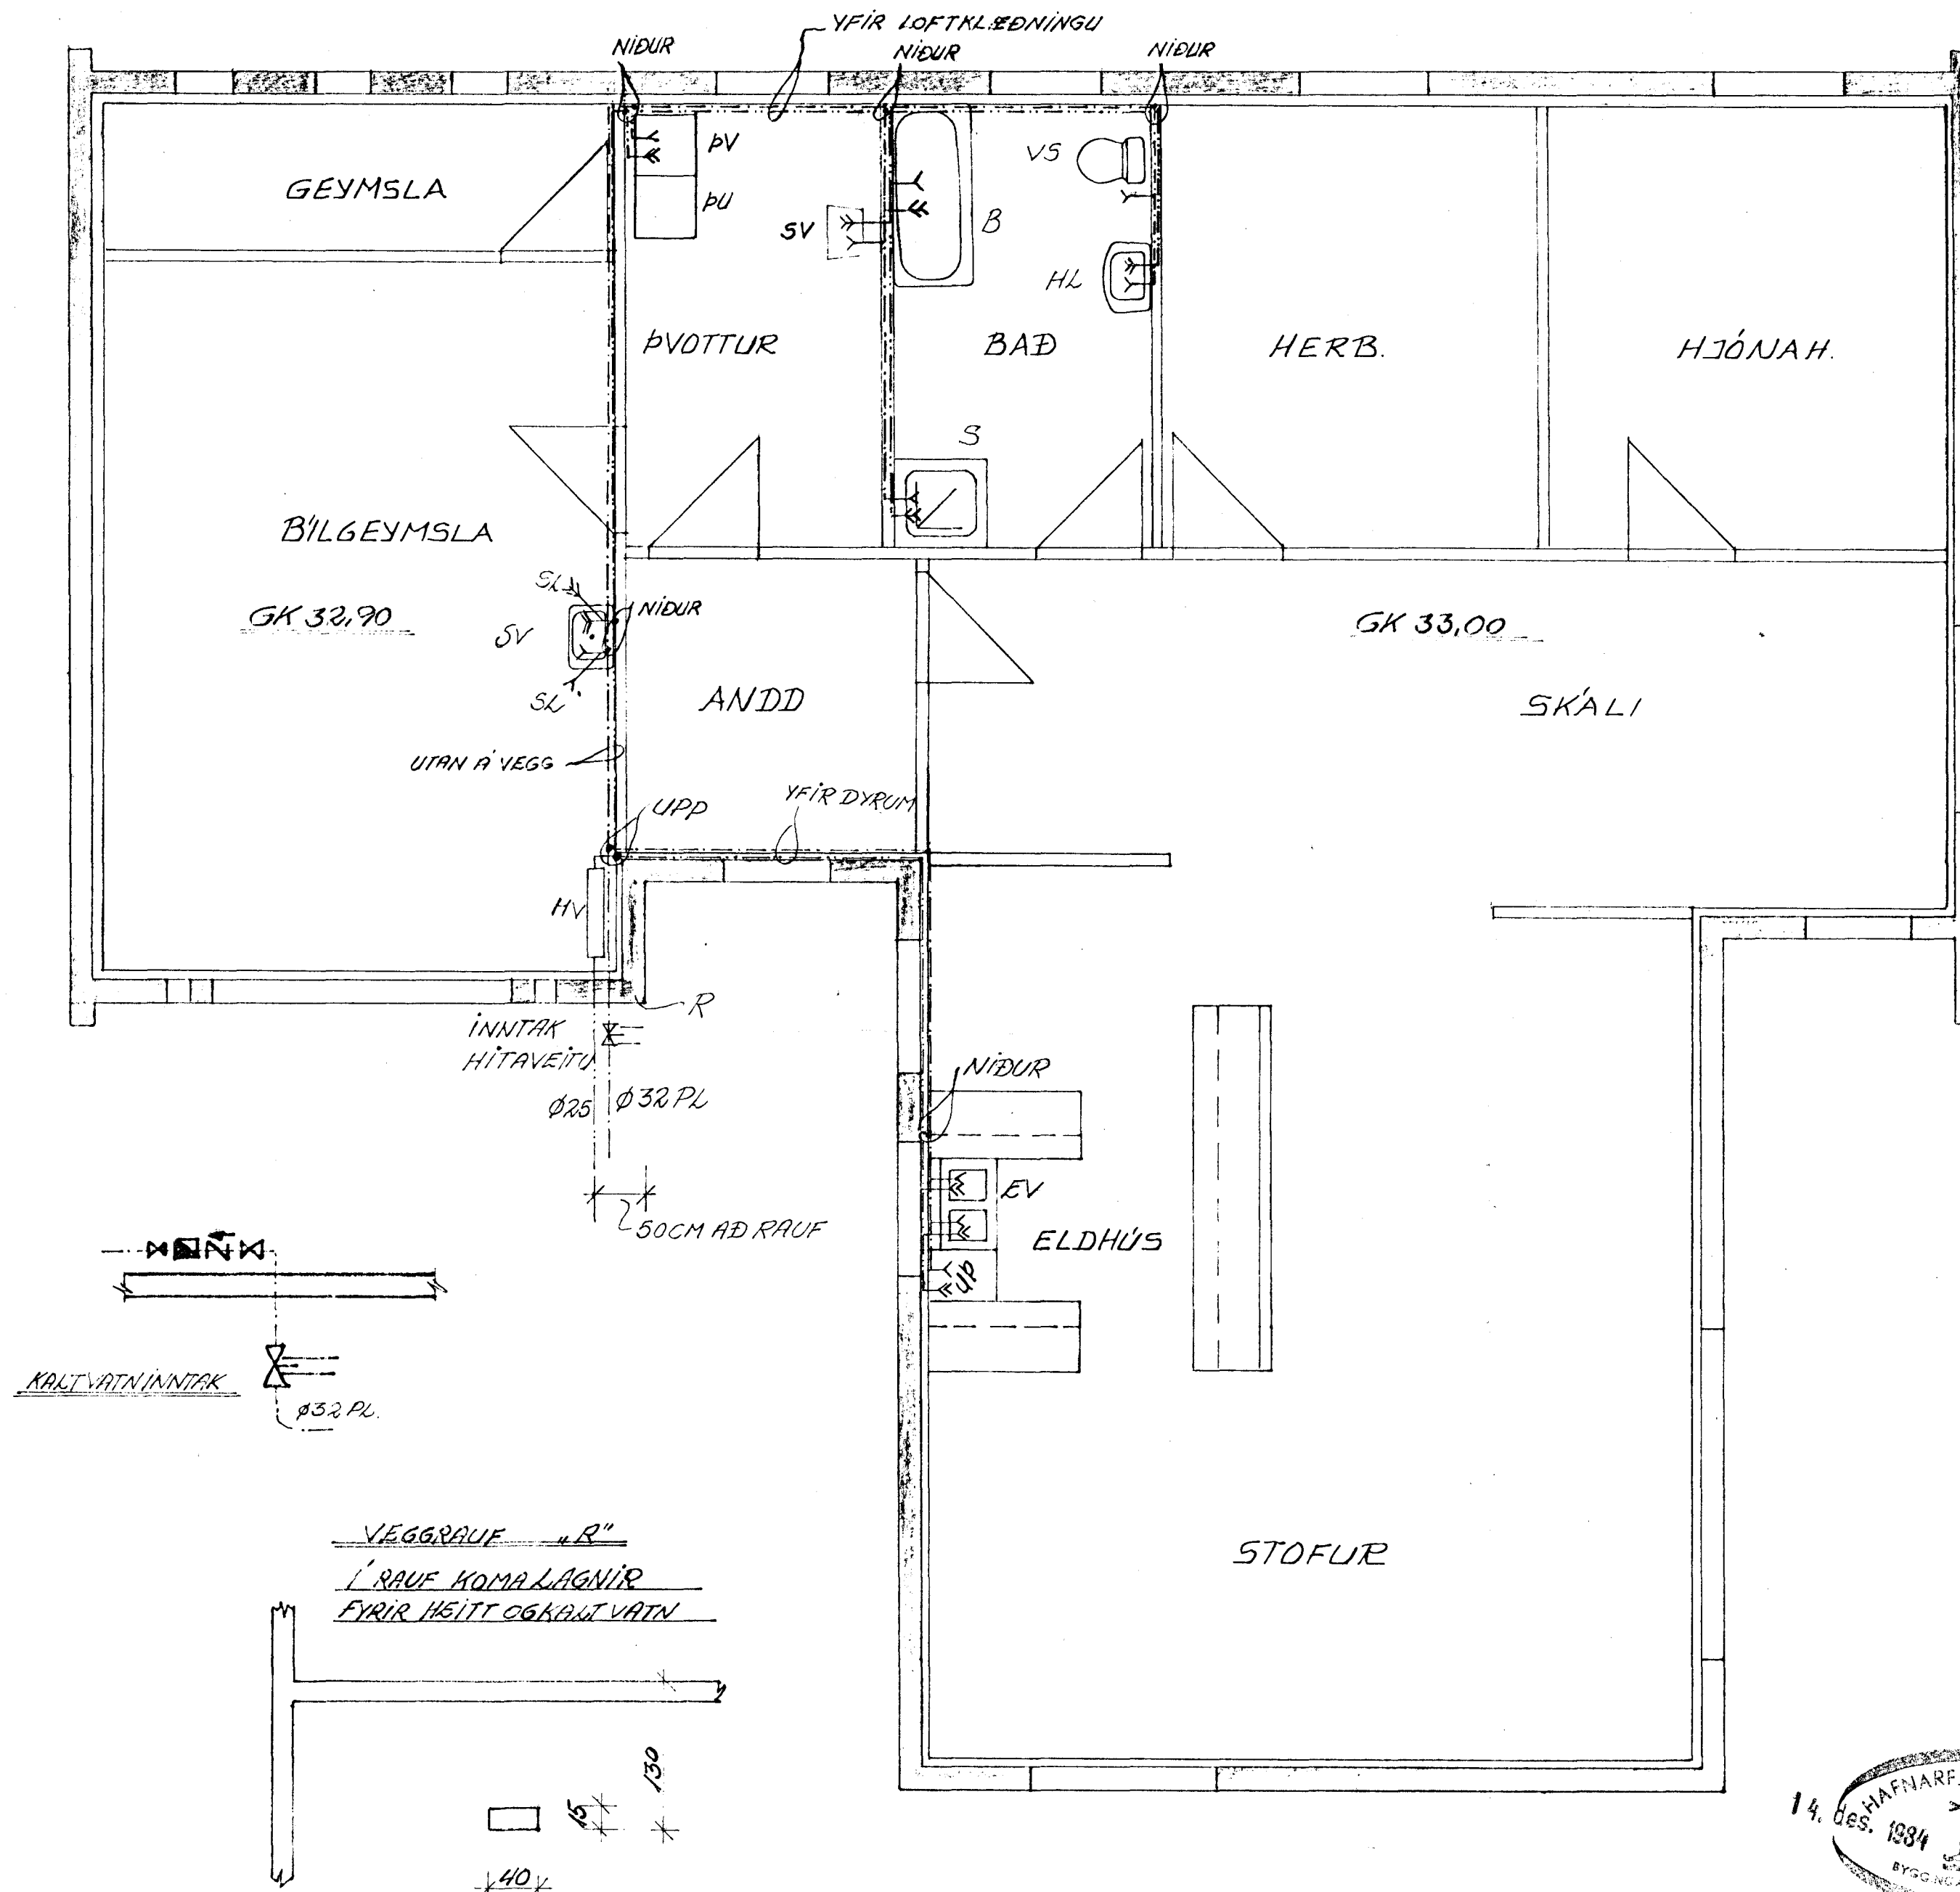 YFIR LOFTKLÆÐNINGU
NIÐUR
NIÐUR
NIÐUR
ÞV
ÞU
SV
B
VS
HL
GEYMSLA
ÞVOTTUR
BAÐ
HERB.
HJÓNAH.
S
BÍLGEYMSLA
GK 32,90
SL
SV
SL
NIÐUR
GK 33,00
ANDD
SKÁLI
UTAN Á VEGG
UPP
YFIR DYRUM
HV
R
INNTAK
HITAVEITU
Ø25
Ø32 PL
NIÐUR
EV
50CM AÐ RAUF
ELDHÚS
UÞ
KALTVATNINNTAK
Ø32 PL.
VEGGRAUF „R"
Í RAUF KOMA LAGNIR
FYRIR HEITT OG KALT VATN
STOFUR
130
15
40
14. des. 1984